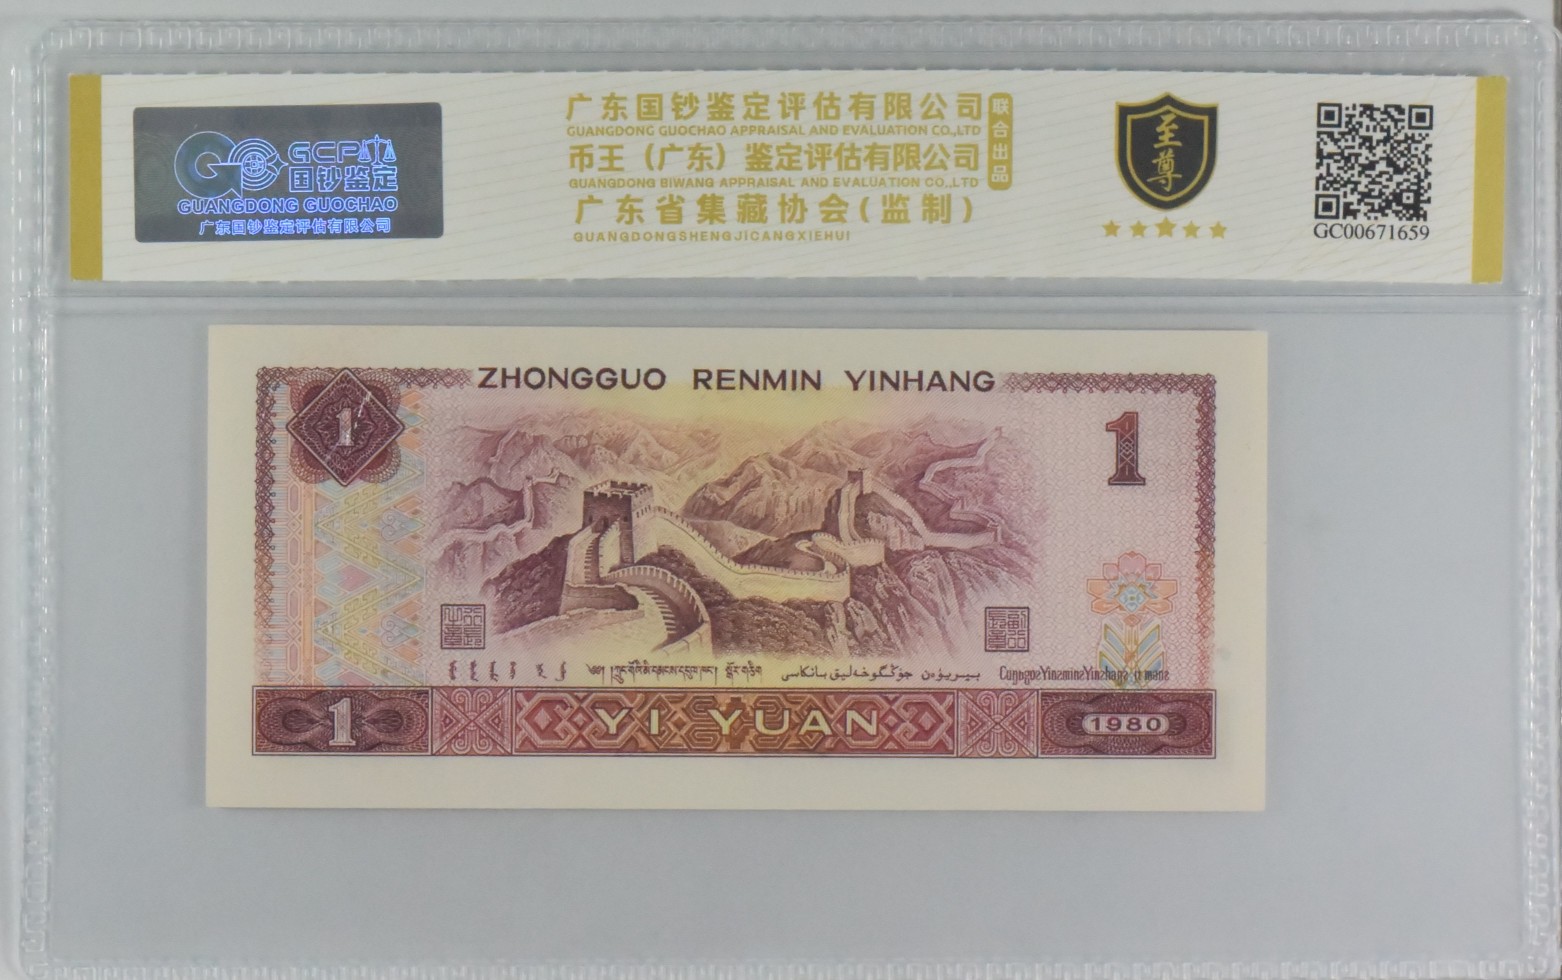 GCP
国钞鉴定
GUANGDONG GUOCHAO
广东国钞鉴定评估有限公司
广东国钞鉴定评估有限公司
GUANGDONG GUOCHAO APPRAISAL AND EVALUATION CO.,LTD
币王（广东）鉴定评估有限公司
GUANGDONG BIWANG APPRAISAL AND EVALUATION CO.,LTD
广东省集藏协会(监制)
GUANGDONGSHENGJICANGXIEHUI
联合出品
至尊
GC00671659
ZHONGGUO RENMIN YINHANG
1
1
1
YI YUAN
1980